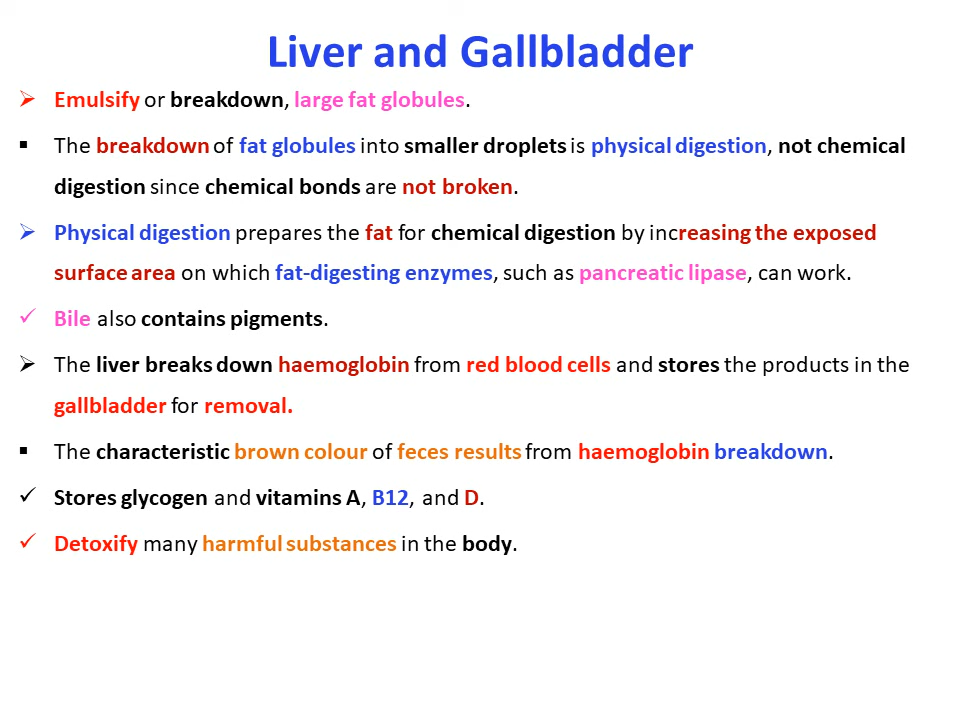 Liver and Gallbladder
➢ Emulsify or breakdown, large fat globules.
▪ The breakdown of fat globules into smaller droplets is physical digestion, not chemical
digestion since chemical bonds are not broken.
➢ Physical digestion prepares the fat for chemical digestion by increasing the exposed
surface area on which fat-digesting enzymes, such as pancreatic lipase, can work.
✓ Bile also contains pigments.
➢ The liver breaks down haemoglobin from red blood cells and stores the products in the
gallbladder for removal.
▪ The characteristic brown colour of feces results from haemoglobin breakdown.
✓ Stores glycogen and vitamins A, B12, and D.
✓ Detoxify many harmful substances in the body.